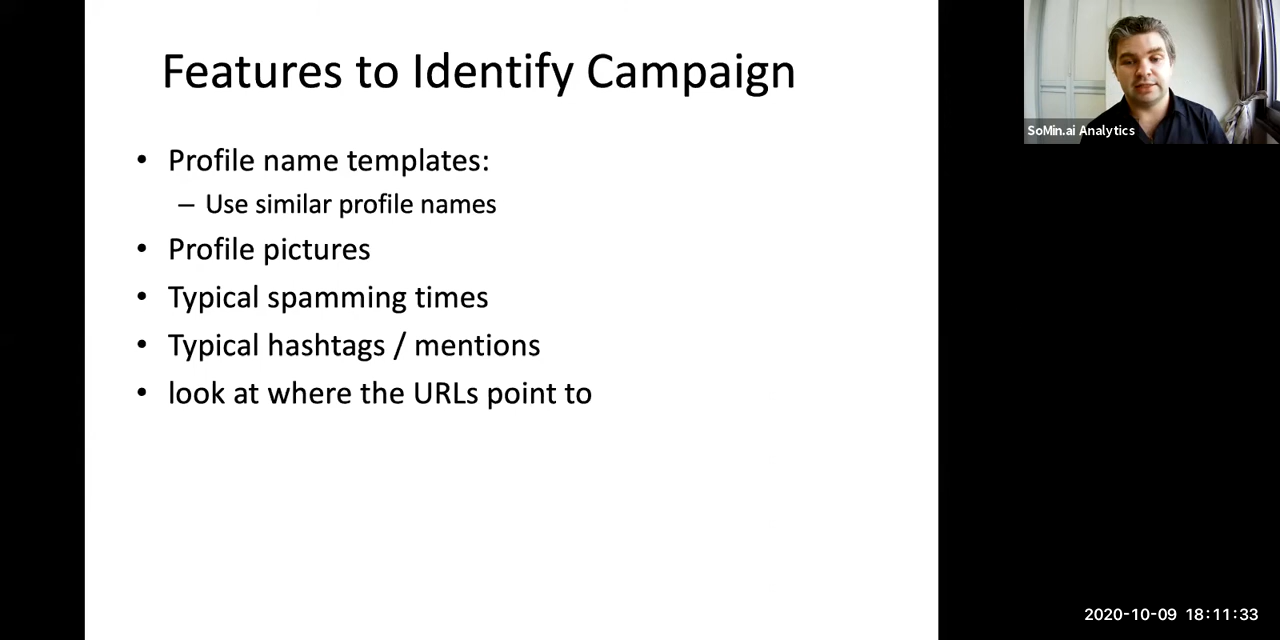 Features to Identify Campaign
• Profile name templates:
– Use similar profile names
• Profile pictures
• Typical spamming times
• Typical hashtags / mentions
• look at where the URLs point to
SoMin.ai Analytics
2020-10-09 18:11:33